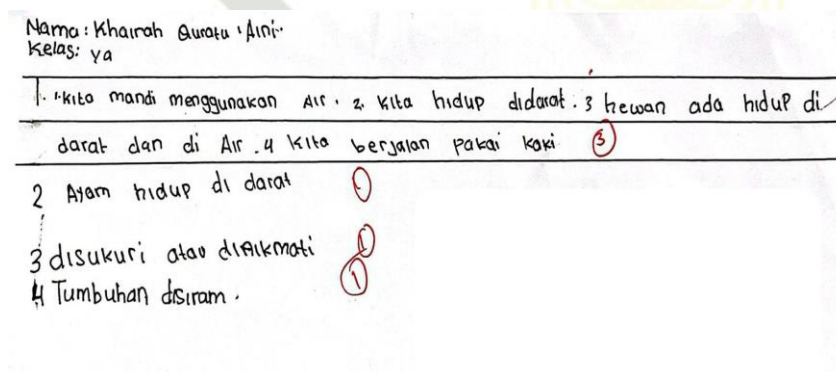 Nama: Khairah Quratu 'Aini..
Kelas: Va
1. 1. kita mandi menggunakan Air. 2. kita hidup didarat. 3 hewan ada hidup di
darat dan di Air. 4 kita berjalan pakai kaki ③
2 Ayam hidup di darat ①
3 disukuri atau diNikmati ①
4 Tumbuhan disiram. ①